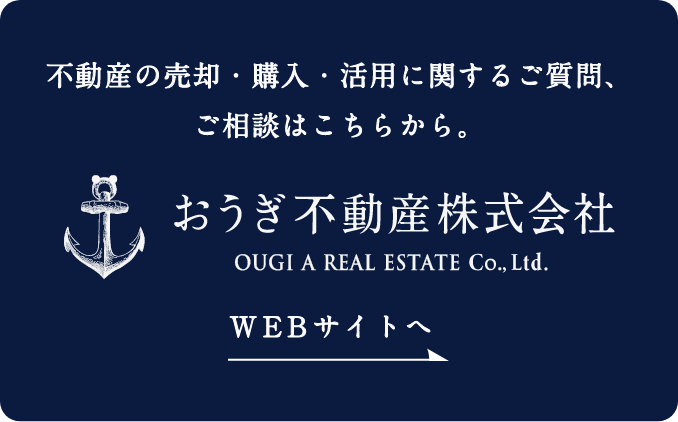 不動産の売却・購入・活用に関するご質問、
ご相談はこちらから。
おうぎ不動産株式会社
OUGI A REAL ESTATE Co., Ltd.
WEBサイトへ